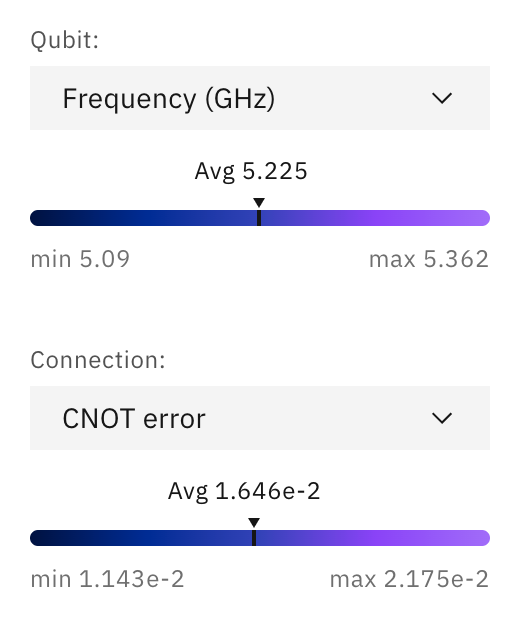 Qubit:
Frequency (GHz)
Avg 5.225
min 5.09 max 5.362
Connection:
CNOT error
Avg 1.646e-2
min 1.143e-2 max 2.175e-2